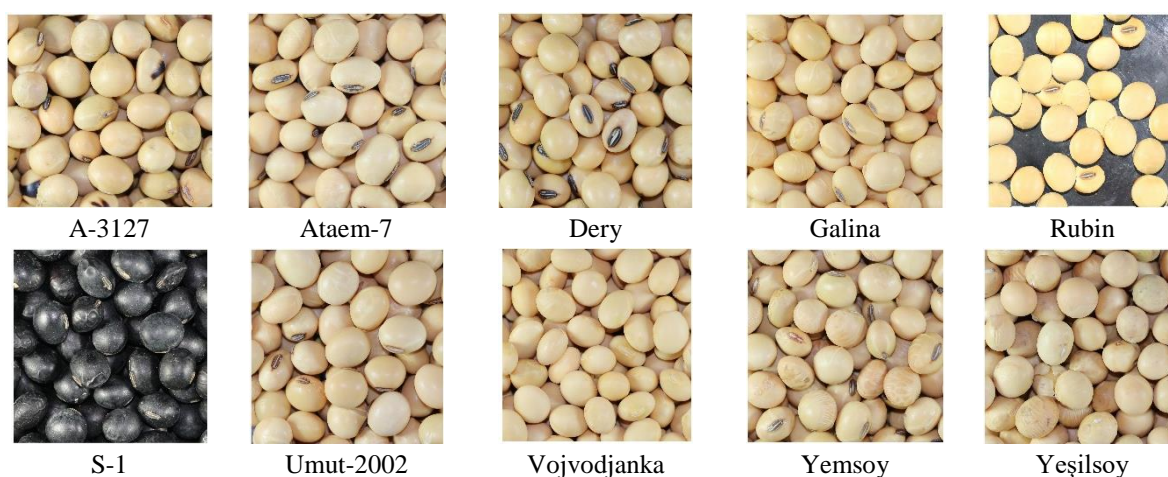 A-3127 Ataem-7 Dery Galina Rubin
S-1 Umut-2002 Vojvodjanka Yemsoy Yeşilsoy